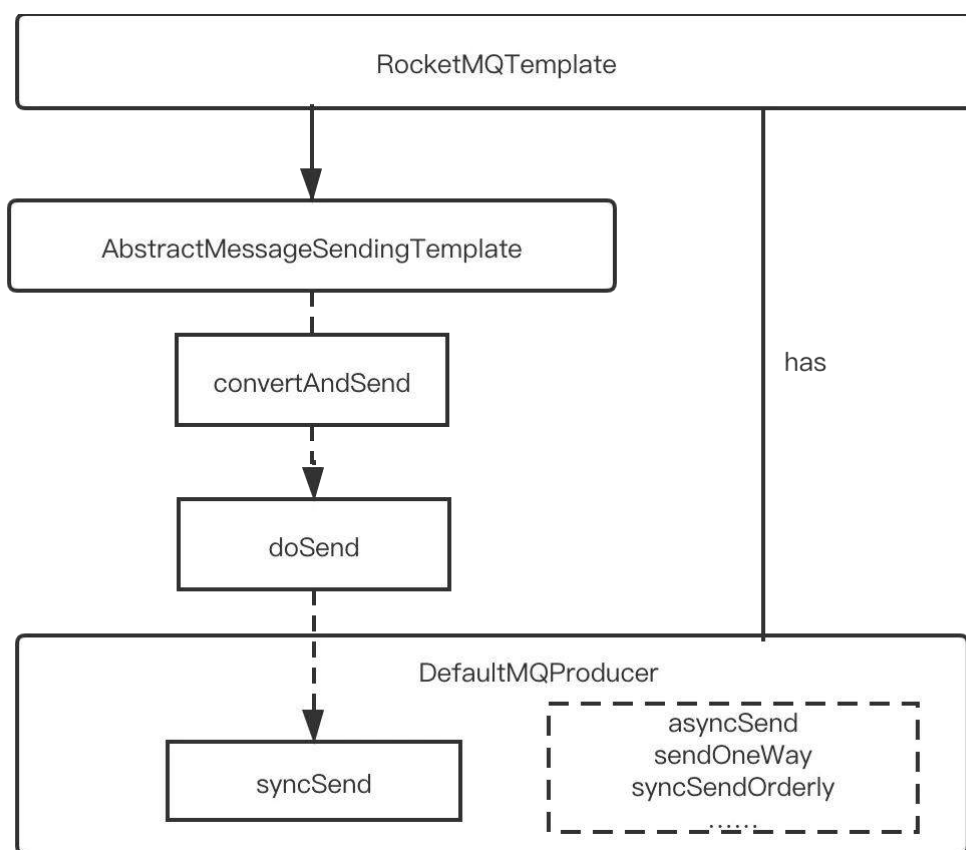 RocketMQTemplate
AbstractMessageSendingTemplate
convertAndSend
has
doSend
DefaultMQProducer
asyncSend
sendOneWay
syncSendOrderly
......
syncSend